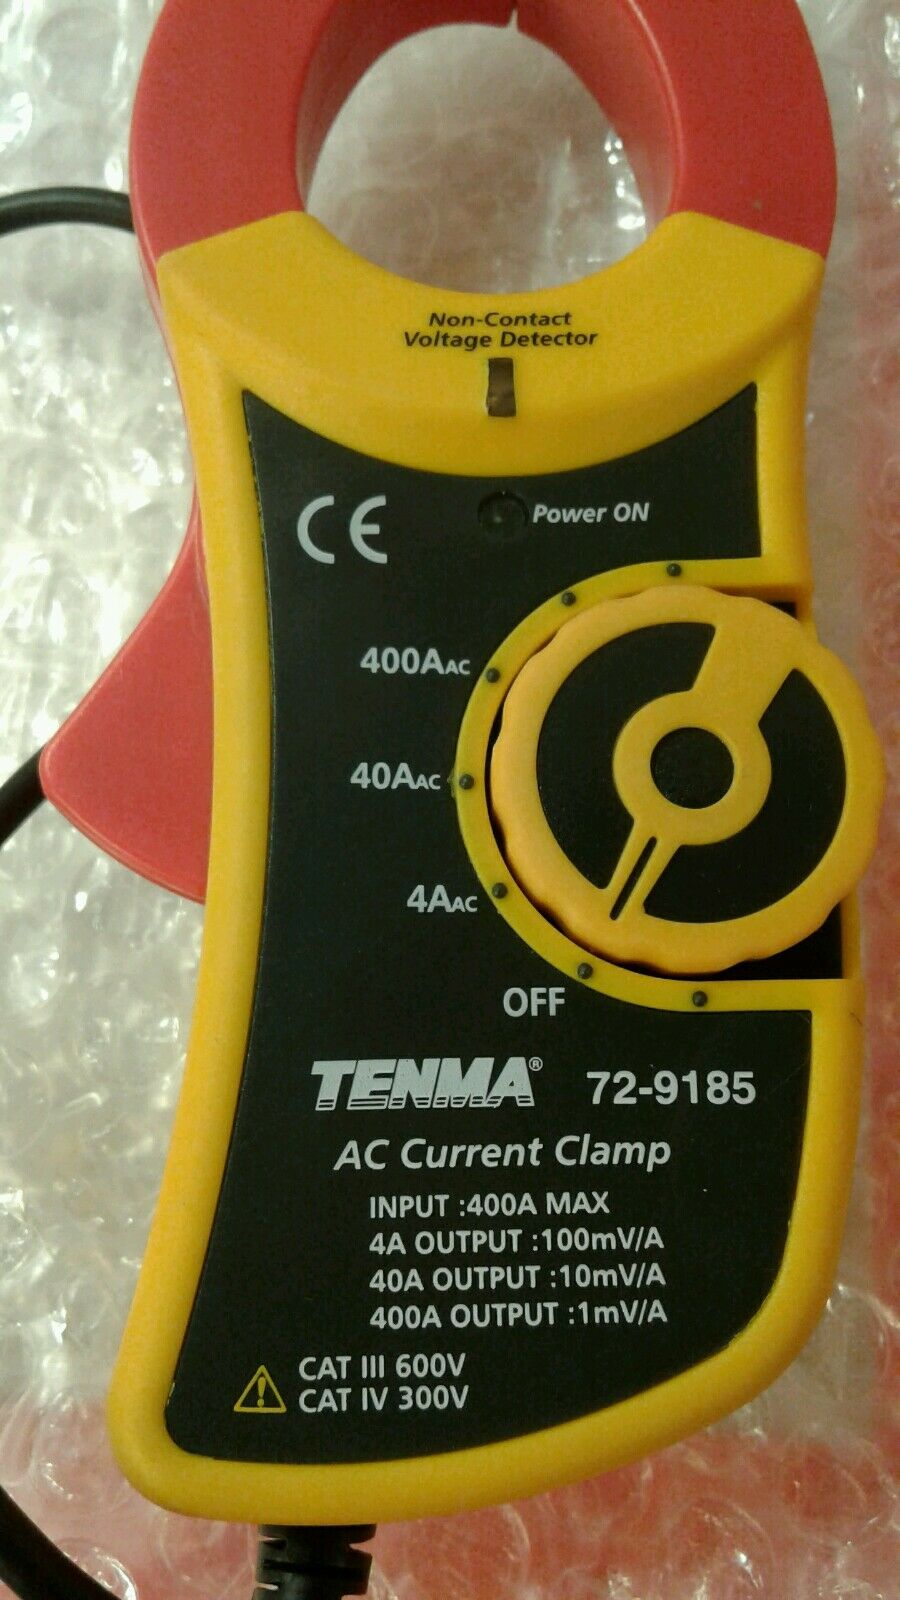 Non-Contact
Voltage Detector
CE
Power ON
400AAC
40AAC
4AAC
OFF
TENMA® 72-9185
AC Current Clamp
INPUT :400A MAX
4A OUTPUT :100mV/A
40A OUTPUT :10mV/A
400A OUTPUT :1mV/A
CAT III 600V
CAT IV 300V